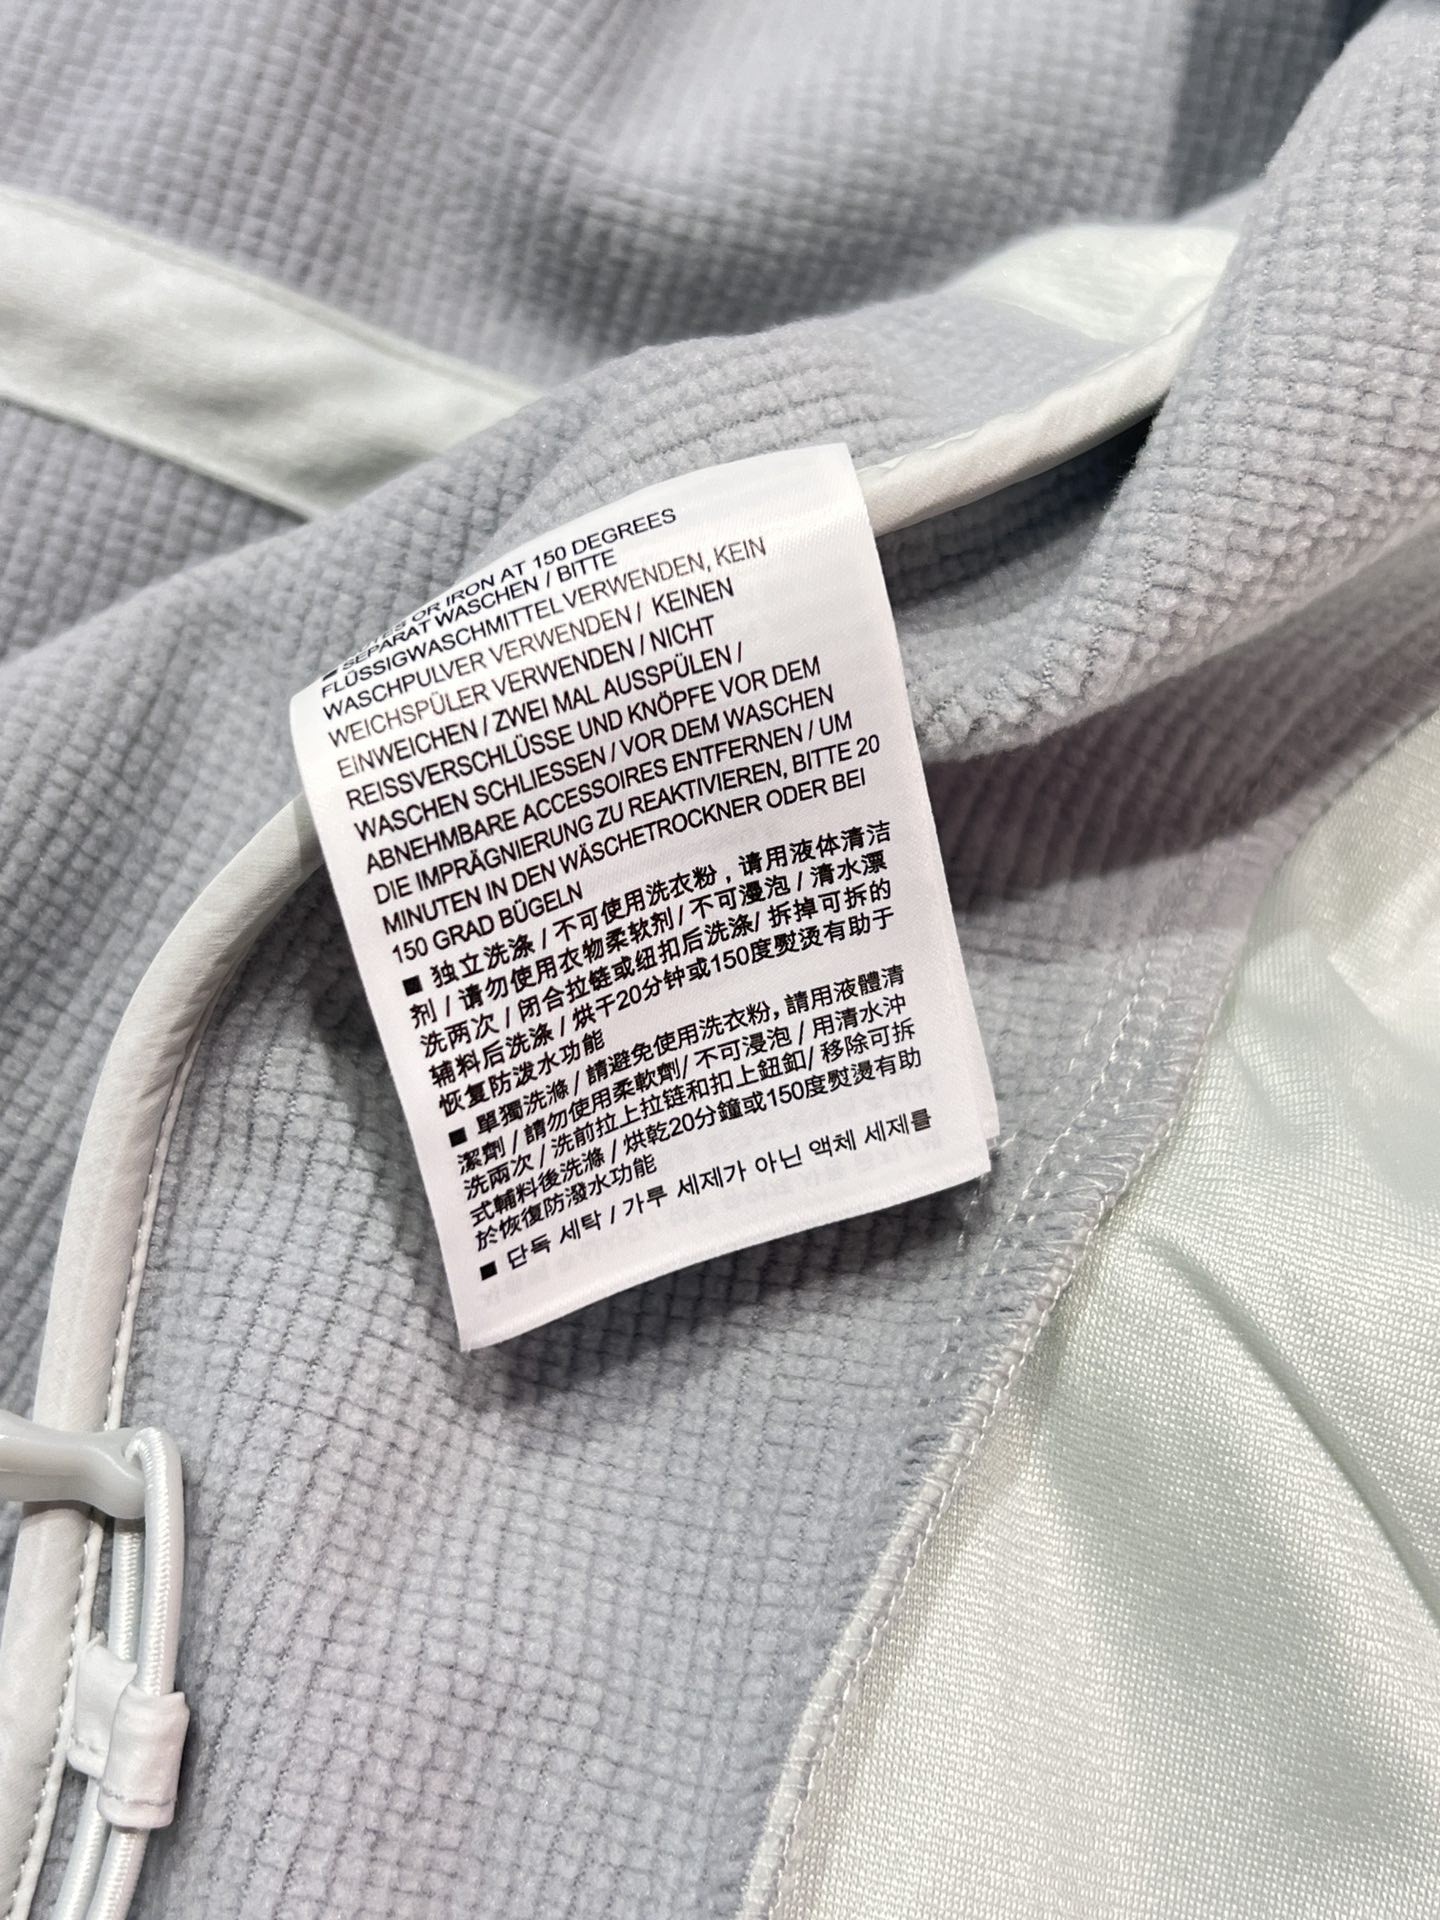 OR IRON AT 150 DEGREES
■ SEPARAT WASCHEN / BITTE
FLÜSSIGWASCHMITTEL VERWENDEN, KEIN
WASCHPULVER VERWENDEN / KEINEN
WEICHSPÜLER VERWENDEN / NICHT
EINWEICHEN / ZWEI MAL AUSSPÜLEN /
REISSVERSCHLÜSSE UND KNÖPFE VOR DEM
WASCHEN SCHLIESSEN / VOR DEM WASCHEN
ABNEHMBARE ACCESSOIRES ENTFERNEN / UM
DIE IMPRÄGNIERUNG ZU REAKTIVIEREN, BITTE 20
MINUTEN IN DEN WÄSCHETROCKNER ODER BEI
150 GRAD BÜGELN
■ 独立洗涤 / 不可使用洗衣粉，请用液体清洁
剂 / 请勿使用衣物柔软剂 / 不可漫泡 / 清水漂
洗两次 / 闭合拉链或纽扣后洗涤/ 拆掉可拆的
辅料后洗涤 / 烘干20分钟或150度熨烫有助于
恢复防泼水功能
■ 單獨洗滌 / 請避免使用洗衣粉, 請用液體清
潔劑 / 請勿使用柔軟劑/ 不可浸泡 / 用清水沖
洗兩次 / 洗前拉上拉链和扣上鈕釦/ 移除可拆
式輔料後洗滌 / 烘乾20分鐘或150度熨燙有助
於恢復防潑水功能
■ 단독 세탁 / 가루 세제가 아닌 액체 세제를